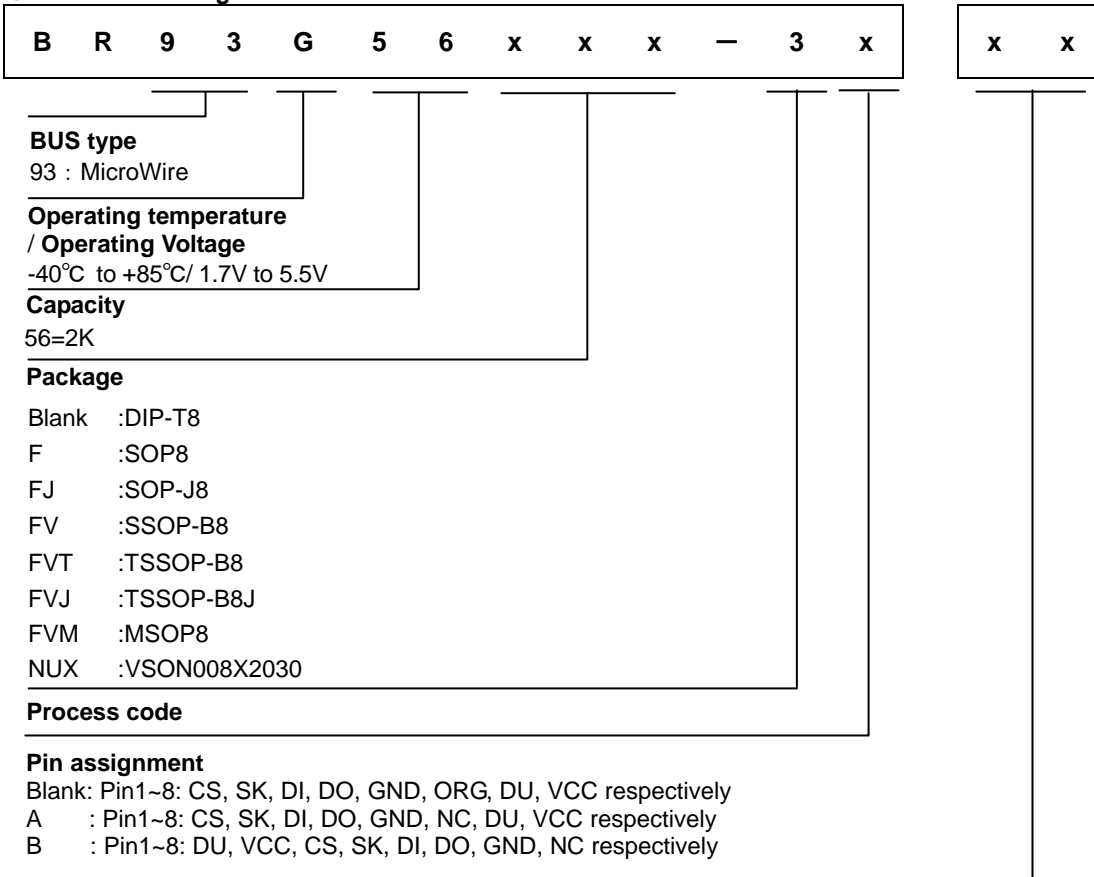 B R 9 3 G 5 6 x x x － 3 x x x
BUS type
93：MicroWire
Operating temperature
/ Operating Voltage
-40℃ to +85℃/ 1.7V to 5.5V
Capacity
56=2K
Package
Blank :DIP-T8
F :SOP8
FJ :SOP-J8
FV :SSOP-B8
FVT :TSSOP-B8
FVJ :TSSOP-B8J
FVM :MSOP8
NUX :VSON008X2030
Process code
Pin assignment
Blank: Pin1~8: CS, SK, DI, DO, GND, ORG, DU, VCC respectively
A : Pin1~8: CS, SK, DI, DO, GND, NC, DU, VCC respectively
B : Pin1~8: DU, VCC, CS, SK, DI, DO, GND, NC respectively